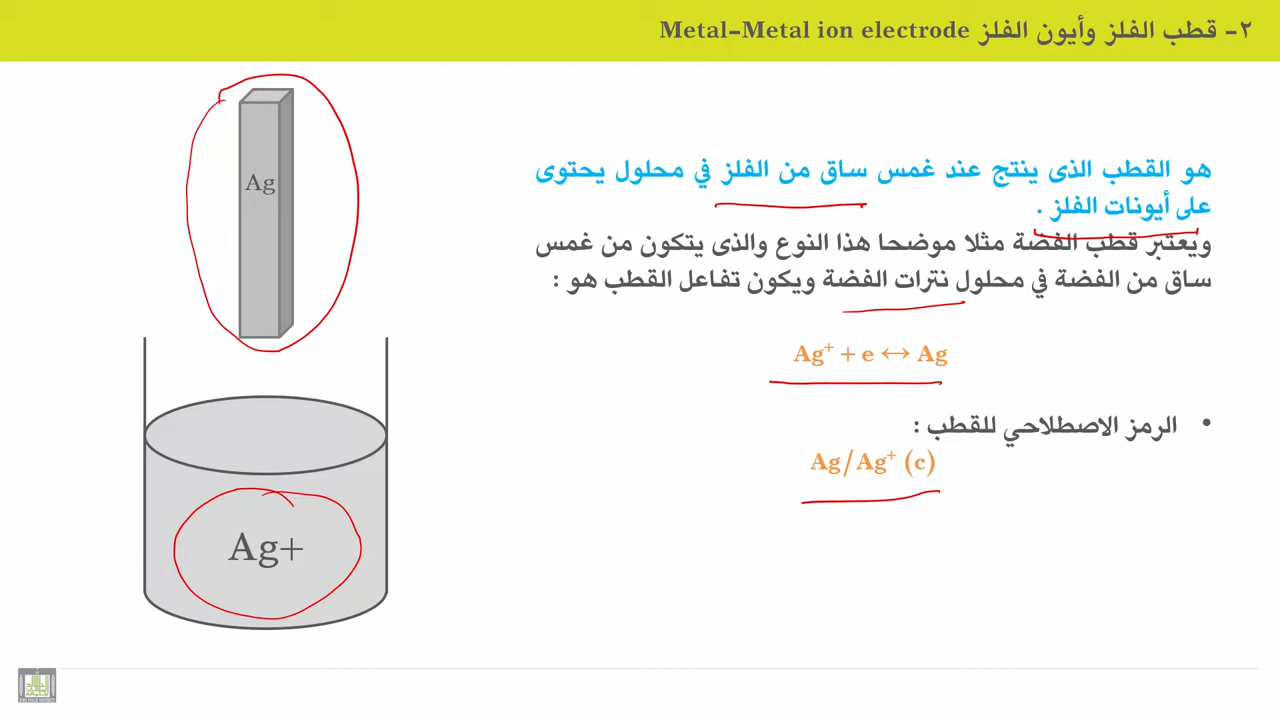 ٢- قطب الفلز وأيون الفلز Metal-Metal ion electrode
هو القطب الذى ينتج عند غمس ساق من الفلز في محلول يحتوى
على أيونات الفلز .
ويعتبر قطب الفضة مثلا موضحا هذا النوع والذى يتكون من غمس
ساق من الفضة في محلول نترات الفضة ويكون تفاعل القطب هو :
Ag⁺ + e ↔ Ag
• الرمز الاصطلاحي للقطب :
Ag/Ag⁺ (c)
Ag
Ag+